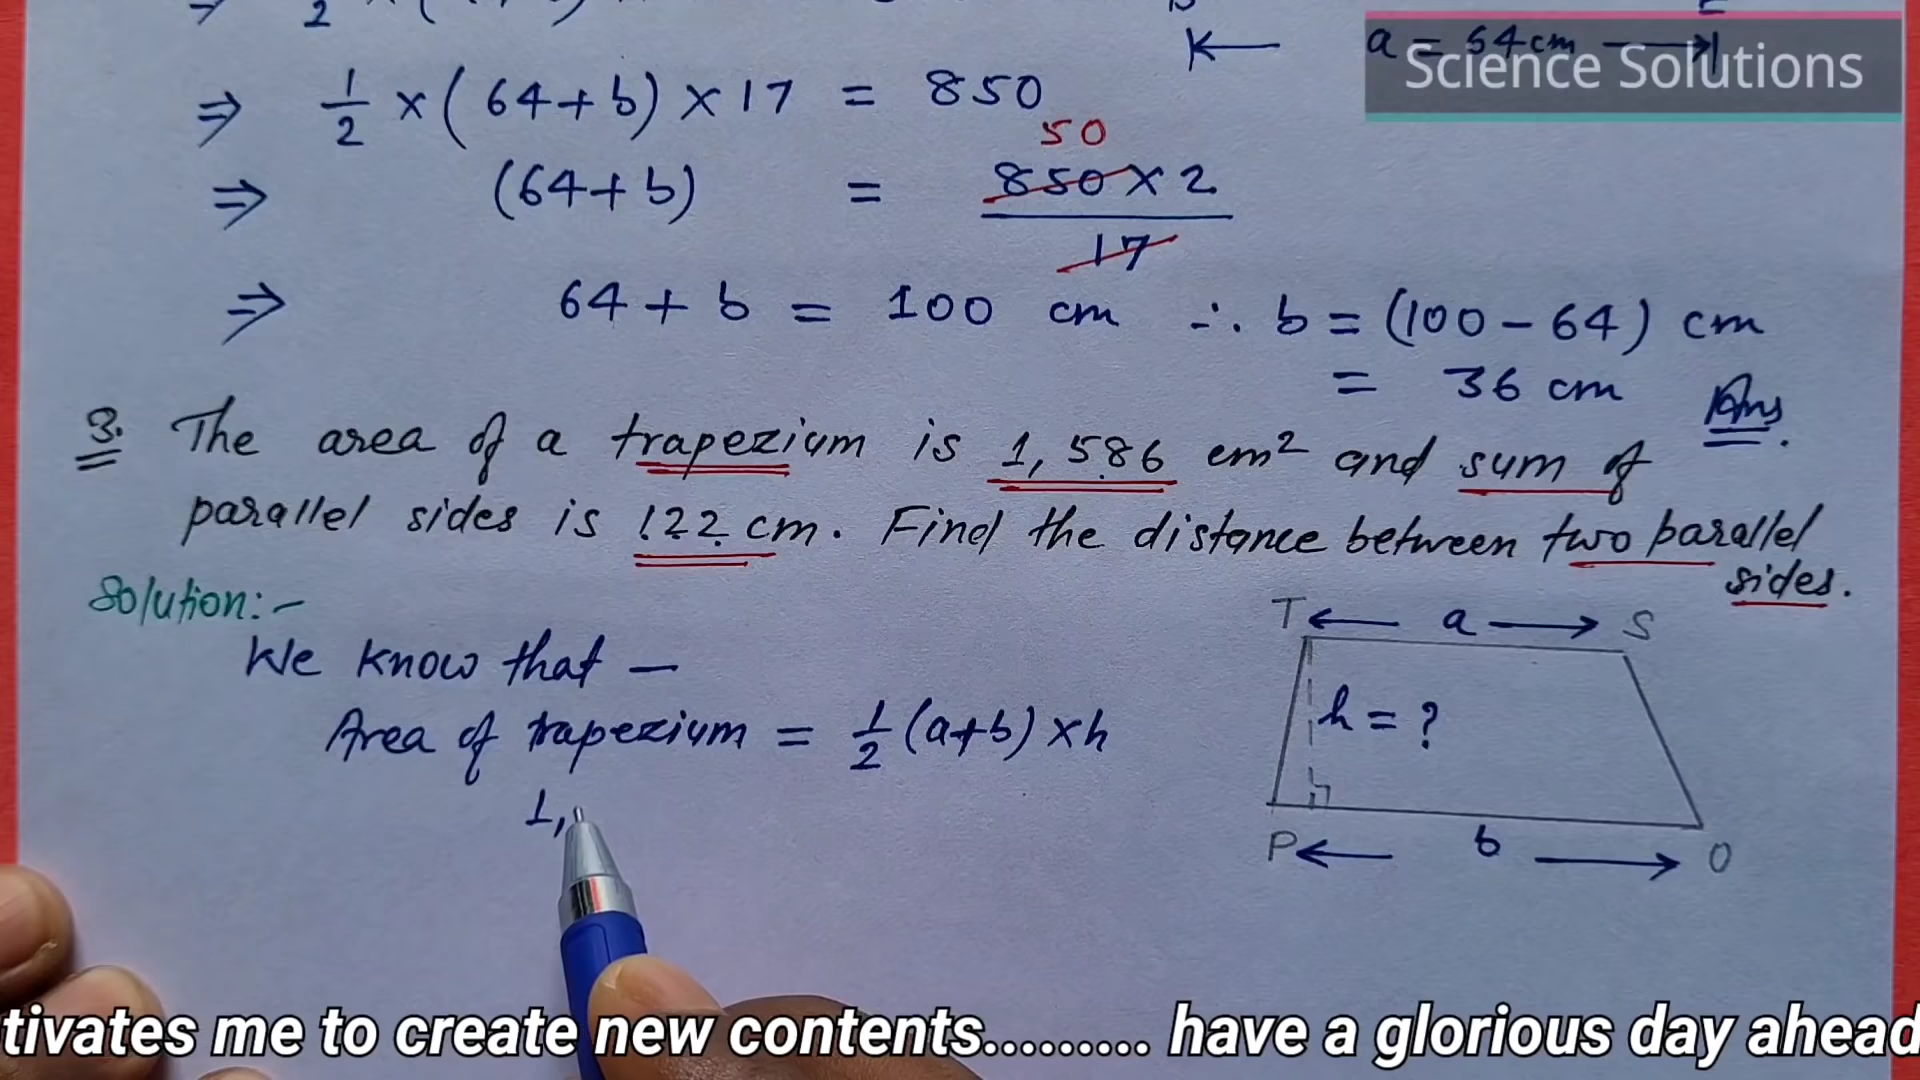 a = 64cm
Science Solutions
⇒ 1/2 × ( 64 + b ) × 17 = 850
50
⇒ (64 + b) = 850 × 2 / 17
⇒ 64 + b = 100 cm ∴ b = (100 - 64) cm
= 36 cm Ans.
3. The area of a trapezium is 1,586 cm² and sum of
parallel sides is 122 cm. Find the distance between two parallel
sides.
Solution:-
We know that —
Area of trapezium = 1/2 (a+b) × h
1,
T ← a → S
h = ?
P ← b → Q
tivates me to create new contents......... have a glorious day ahead